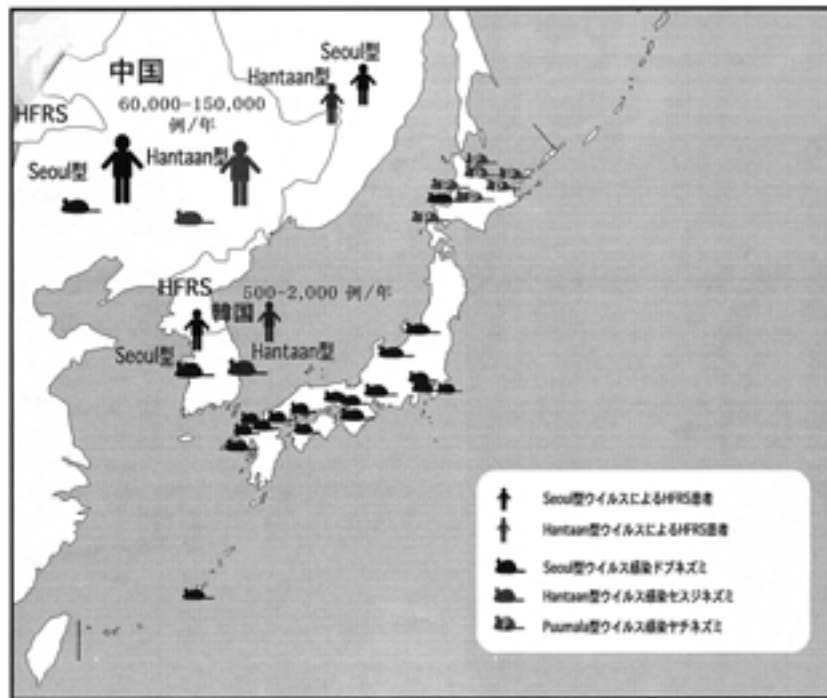 Seoul型
Hantaan型
中国
60,000-150,000
例/年
HFRS
Seoul型
Hantaan型
HFRS
500-2,000 例/年
韓国
Seoul型
Hantaan型
Seoul型ウイルスによるHFRS患者
Hantaan型ウイルスによるHFRS患者
Seoul型ウイルス感染ドブネズミ
Hantaan型ウイルス感染セスジネズミ
Puumala型ウイルス感染ヤチネズミ